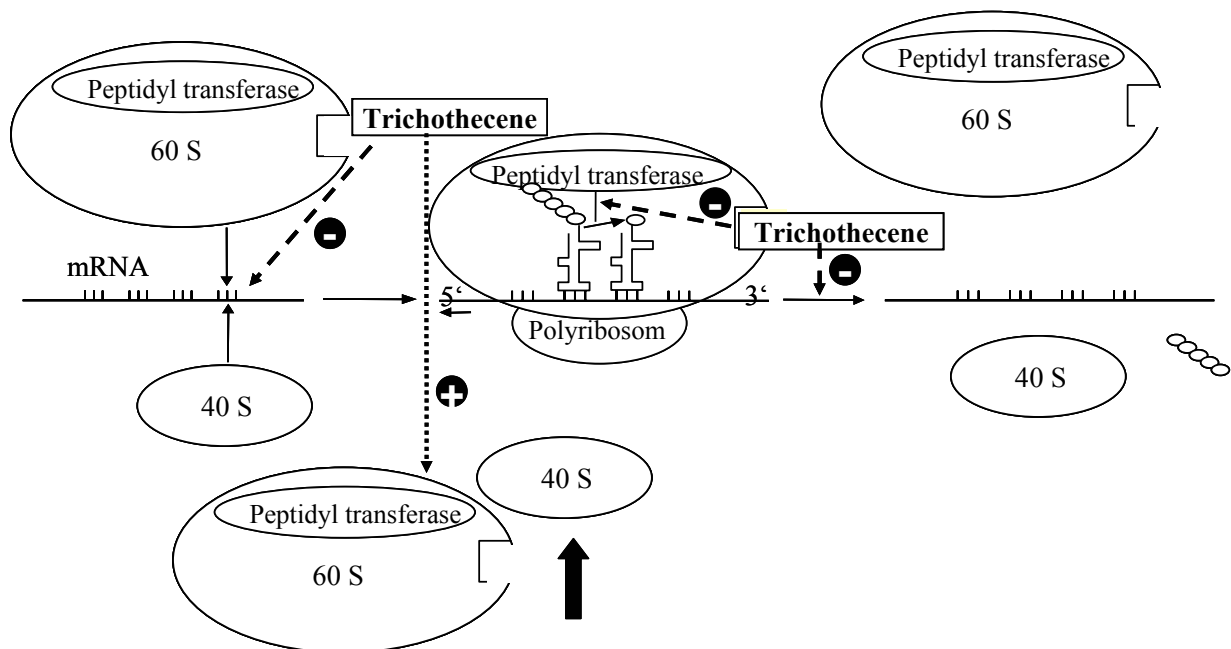 Peptidyl transferase
60 S
Trichothecene
-
mRNA
40 S
Peptidyl transferase
-
Trichothecene
-
5‘
3‘
Polyribosom
Peptidyl transferase
60 S
40 S
+
40 S
Peptidyl transferase
60 S